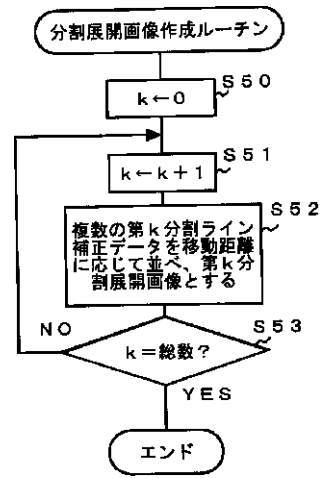 分割展開画像作成ルーチン
S50
k←0
S51
k←k+1
S52
複数の第k分割ライン
補正データを移動距離
に応じて並べ、第k分
割展開画像とする
NO
S53
k=総数?
YES
エンド